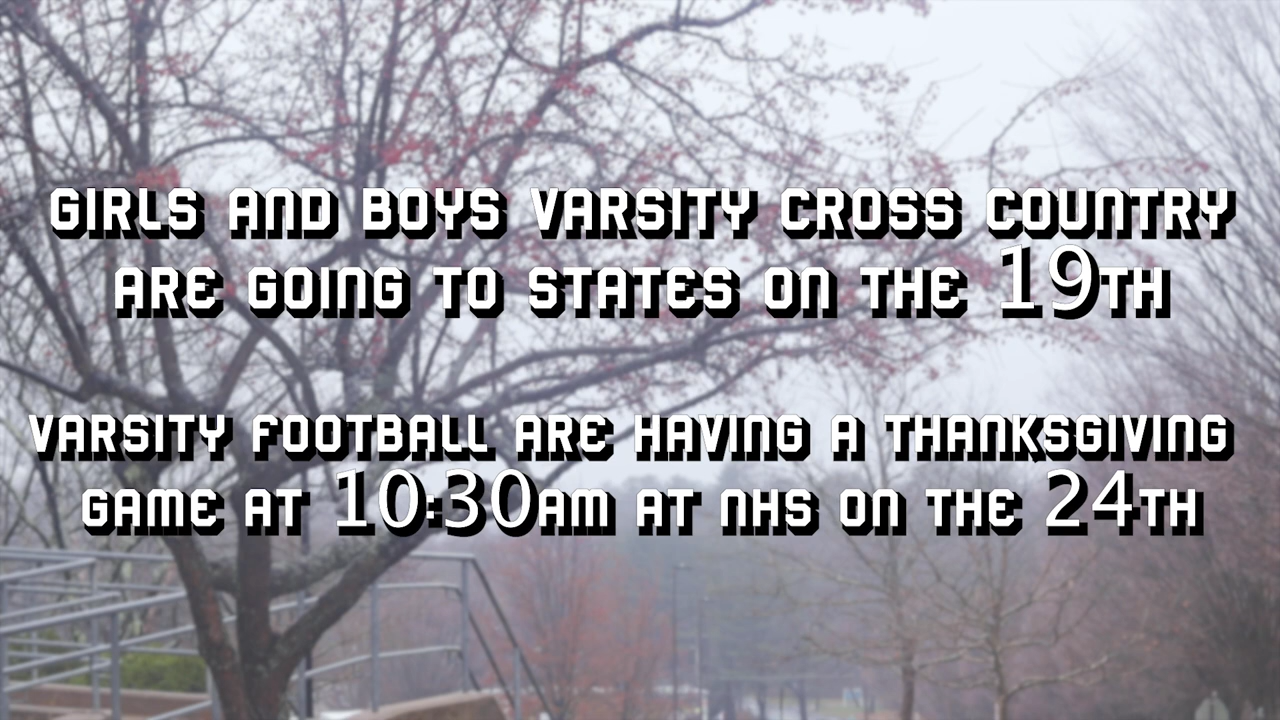 GIRLS AND BOYS VARSITY CROSS COUNTRY
ARE GOING TO STATES ON THE 19TH
VARSITY FOOTBALL ARE HAVING A THANKSGIVING
GAME AT 10:30AM AT NHS ON THE 24TH